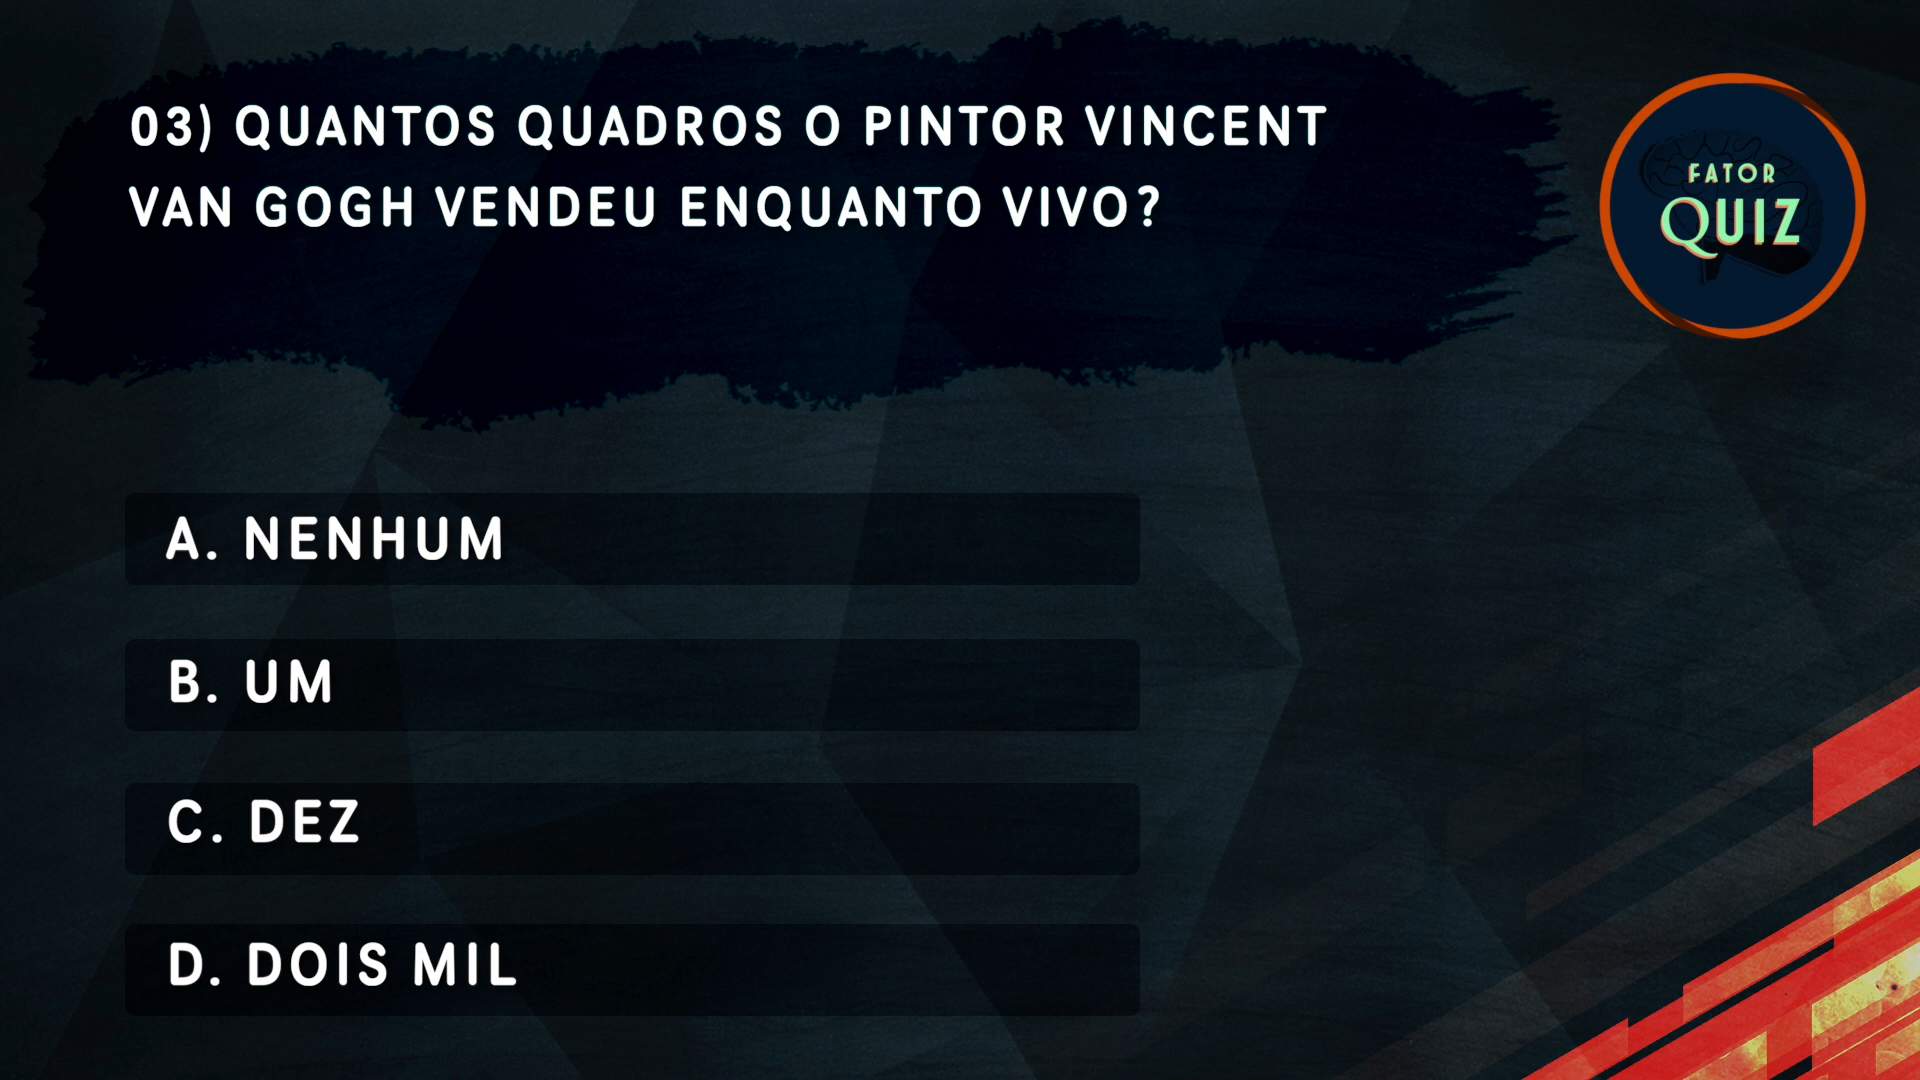 03) QUANTOS QUADROS O PINTOR VINCENT
VAN GOGH VENDEU ENQUANTO VIVO?
FATOR
QUIZ
A. NENHUM
B. UM
C. DEZ
D. DOIS MIL